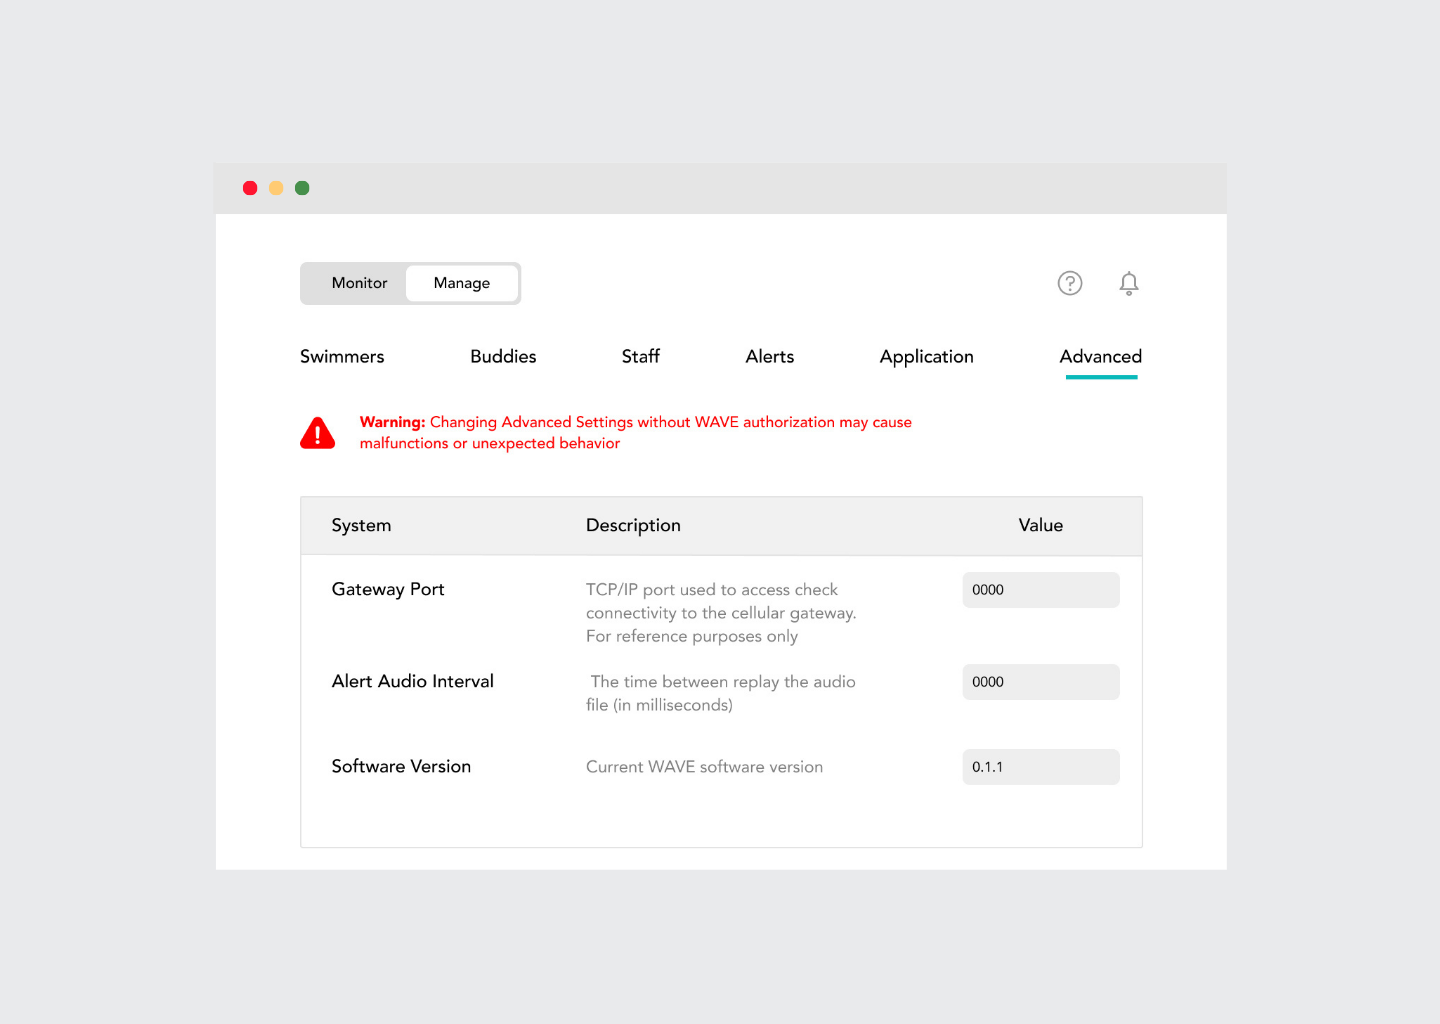 Monitor Manage
Swimmers Buddies Staff Alerts Application Advanced
Warning: Changing Advanced Settings without WAVE authorization may cause
malfunctions or unexpected behavior
System Description Value
Gateway Port TCP/IP port used to access check 0000
connectivity to the cellular gateway.
For reference purposes only
Alert Audio Interval The time between replay the audio 0000
file (in milliseconds)
Software Version Current WAVE software version 0.1.1